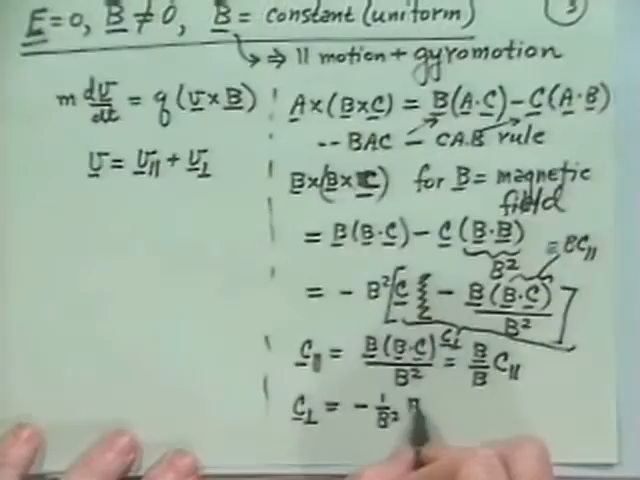 E=0, B≠0, B = constant (uniform)
3
↳ ⇒ || motion + gyromotion
m dv/dt = q(v×B)
v = v|| + v⊥
A×(B×C) = B(A·C) − C(A·B)
-- BAC − CAB rule
B×(B×C) for B = magnetic
field
= B(B·C) − C(B·B)
B²
≡ BC||
= − B²[C − B(B·C)/B²]
C⊥
C|| = B(B·C)/B² = B/B C||
C⊥ = − 1/B²